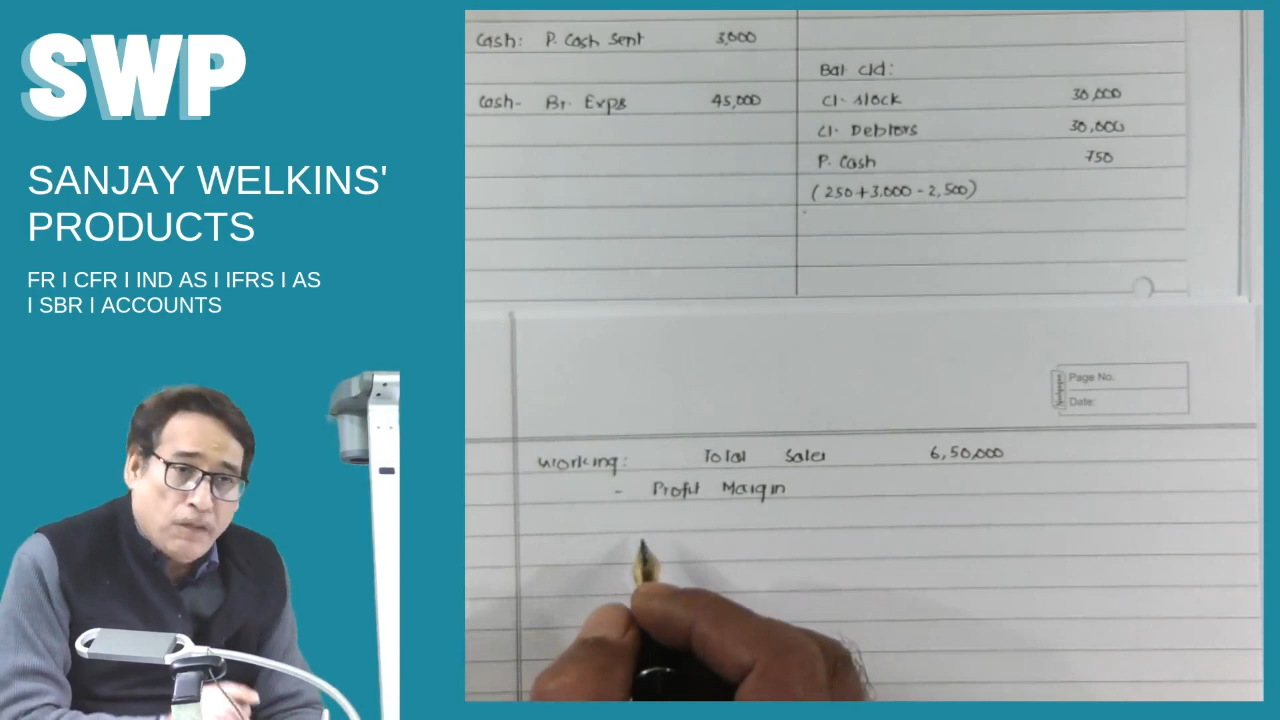 SWP
SANJAY WELKINS'
PRODUCTS
FR I CFR I IND AS I IFRS I AS
I SBR I ACCOUNTS
Cash: P. Cash Sent 3,000
Bal c/d:
Cash- Br. Exps 45,000
Cl. Stock 30,000
Cl. Debtors 30,000
P. Cash 750
(250+3,000-2,500)
Page No.
Date:
Working: Total Sales 6,50,000
- Profit Margin